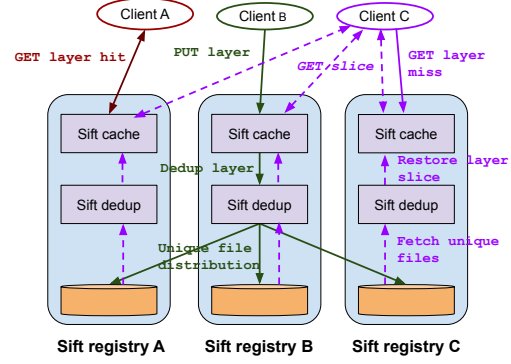 Client A
Client B
Client C
GET layer hit
PUT layer
GET slice
GET layer
miss
Sift cache
Sift cache
Sift cache
Dedup layer
Restore layer
slice
Sift dedup
Sift dedup
Sift dedup
Unique file
distribution
Fetch unique
files
Sift registry A
Sift registry B
Sift registry C